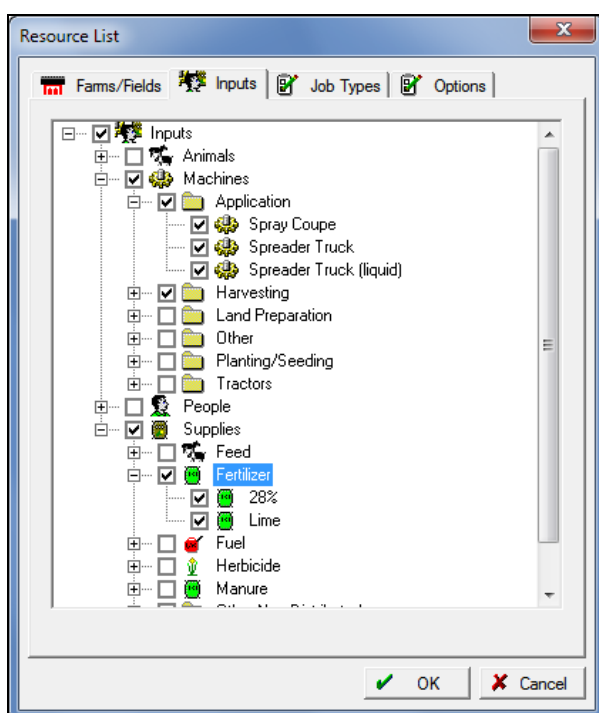 Resource List
Farms/Fields Inputs Job Types Options
Inputs
Animals
Machines
Application
Spray Coupe
Spreader Truck
Spreader Truck (liquid)
Harvesting
Land Preparation
Other
Planting/Seeding
Tractors
People
Supplies
Feed
Fertilizer
28%
Lime
Fuel
Herbicide
Manure
OK Cancel